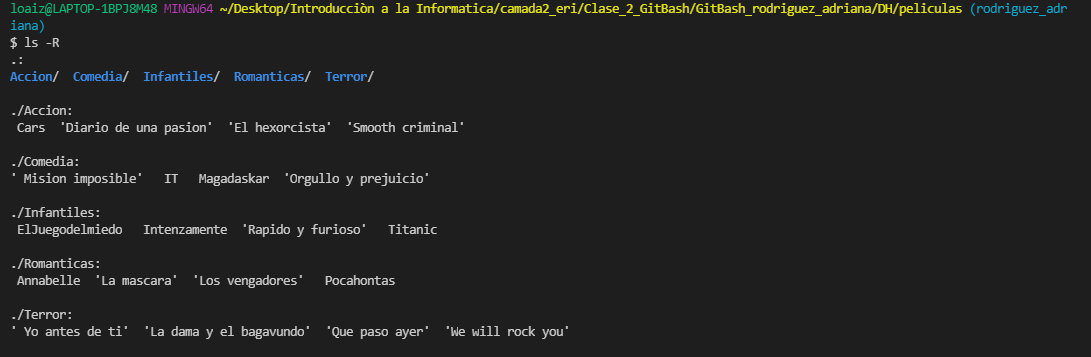 loaiz@LAPTOP-1BPJ8M48 MINGW64 ~/Desktop/Introducciòn a la Informatica/camada2_eri/Clase_2_GitBash/GitBash_rodriguez_adriana/DH/peliculas (rodriguez_adr
iana)
$ ls -R
.:
Accion/  Comedia/  Infantiles/  Romanticas/  Terror/
./Accion:
 Cars  'Diario de una pasion'  'El hexorcista'  'Smooth criminal'
./Comedia:
' Mision imposible'   IT   Magadaskar  'Orgullo y prejuicio'
./Infantiles:
 ElJuegodelmiedo   Intenzamente  'Rapido y furioso'   Titanic
./Romanticas:
 Annabelle  'La mascara'  'Los vengadores'   Pocahontas
./Terror:
' Yo antes de ti'  'La dama y el bagavundo'  'Que paso ayer'  'We will rock you'